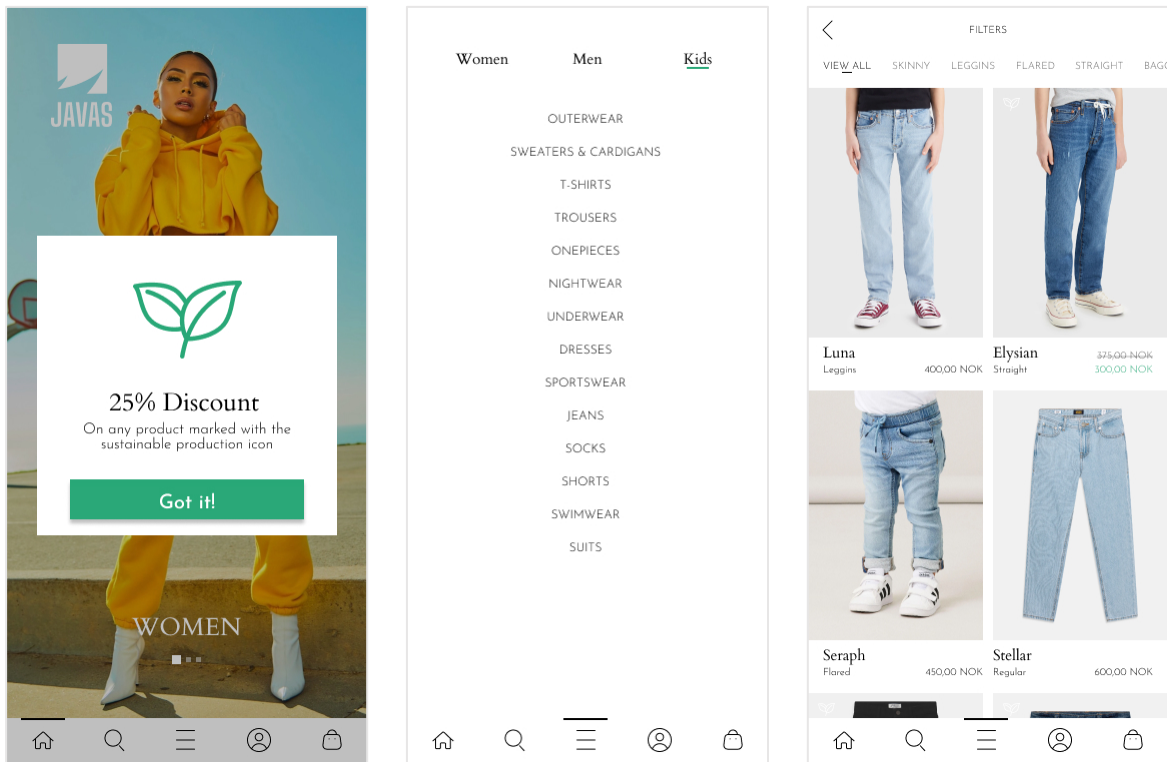 JAVAS
25% Discount
On any product marked with the
sustainable production icon
Got it!
WOMEN
Women Men Kids
OUTERWEAR
SWEATERS & CARDIGANS
T-SHIRTS
TROUSERS
ONEPIECES
NIGHTWEAR
UNDERWEAR
DRESSES
SPORTSWEAR
JEANS
SOCKS
SHORTS
SWIMWEAR
SUITS
FILTERS
VIEW ALL SKINNY LEGGINS FLARED STRAIGHT BAGG
Luna
Leggins 400,00 NOK
Elysian 375,00 NOK
Straight 300,00 NOK
Seraph
Flared 450,00 NOK
Stellar
Regular 600,00 NOK